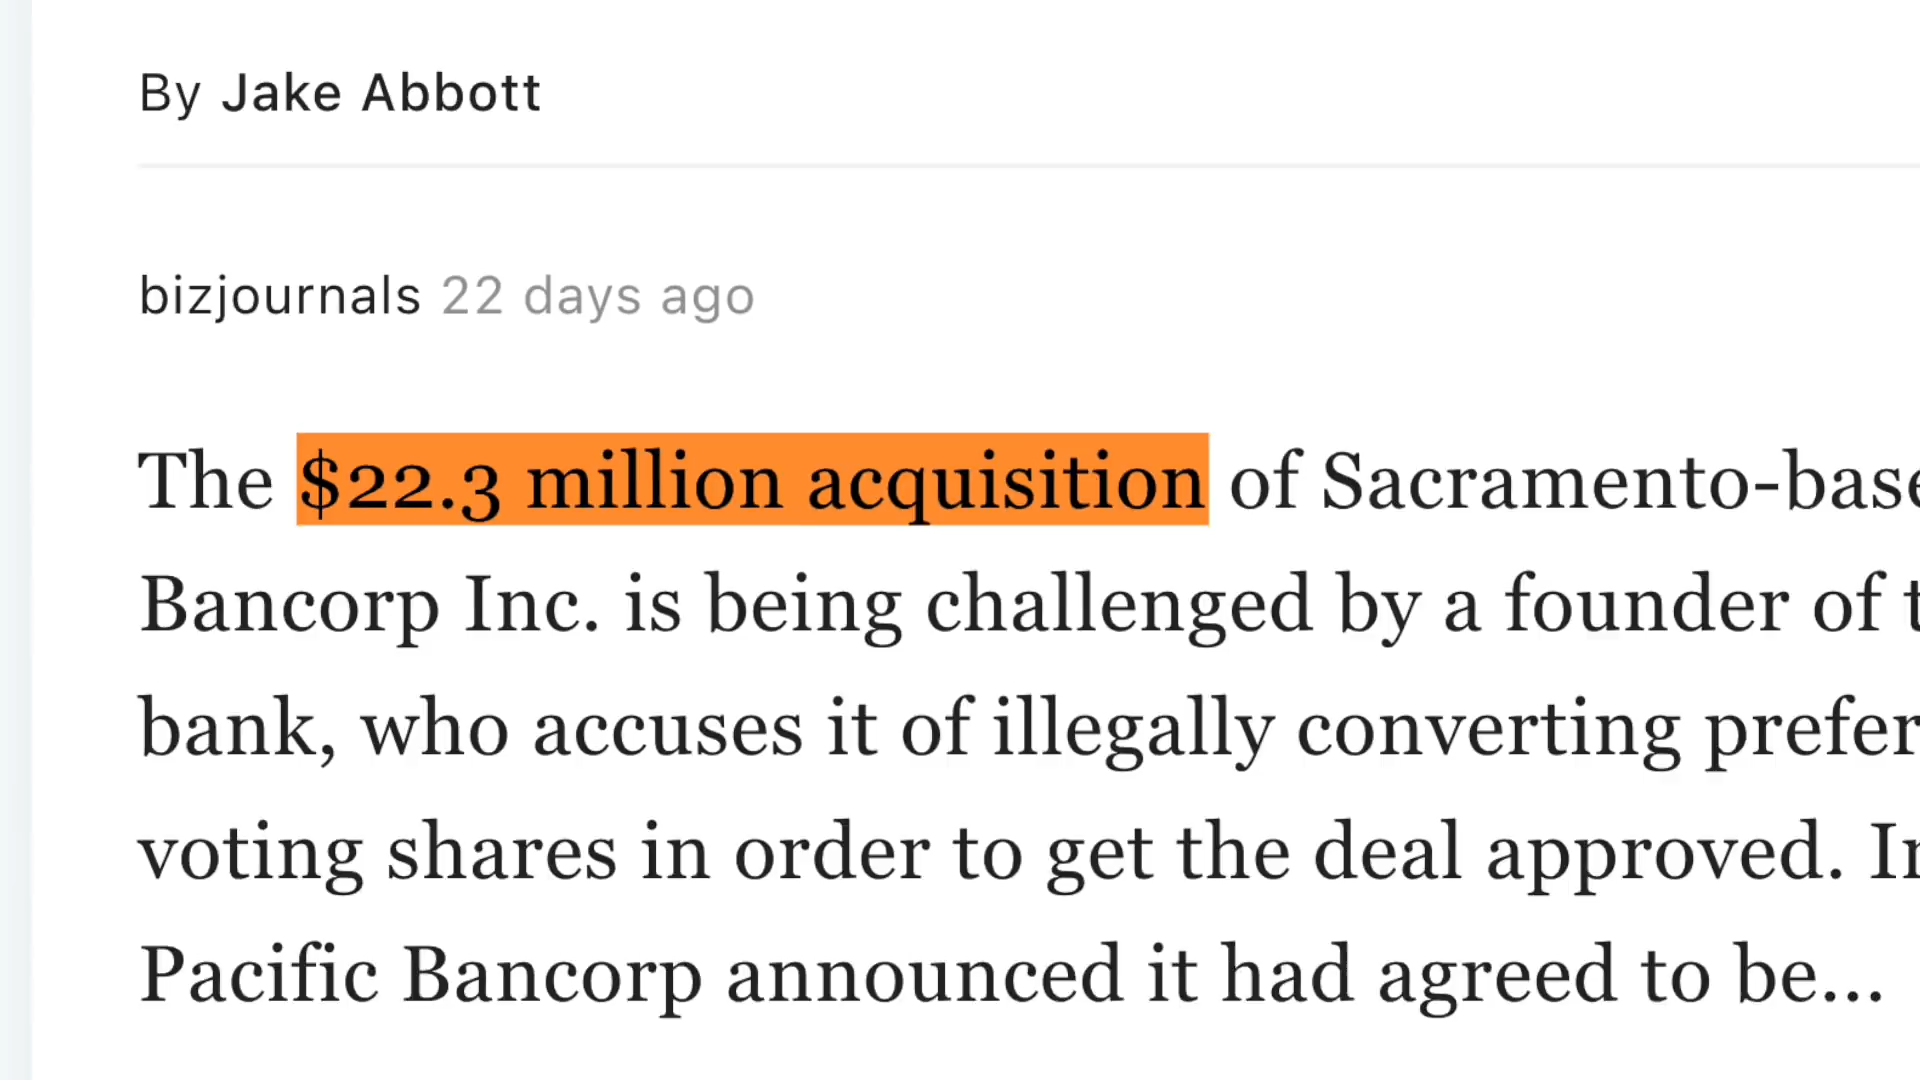 By Jake Abbott
bizjournals 22 days ago
The $22.3 million acquisition of Sacramento-base
Bancorp Inc. is being challenged by a founder of t
bank, who accuses it of illegally converting prefer
voting shares in order to get the deal approved. In
Pacific Bancorp announced it had agreed to be...